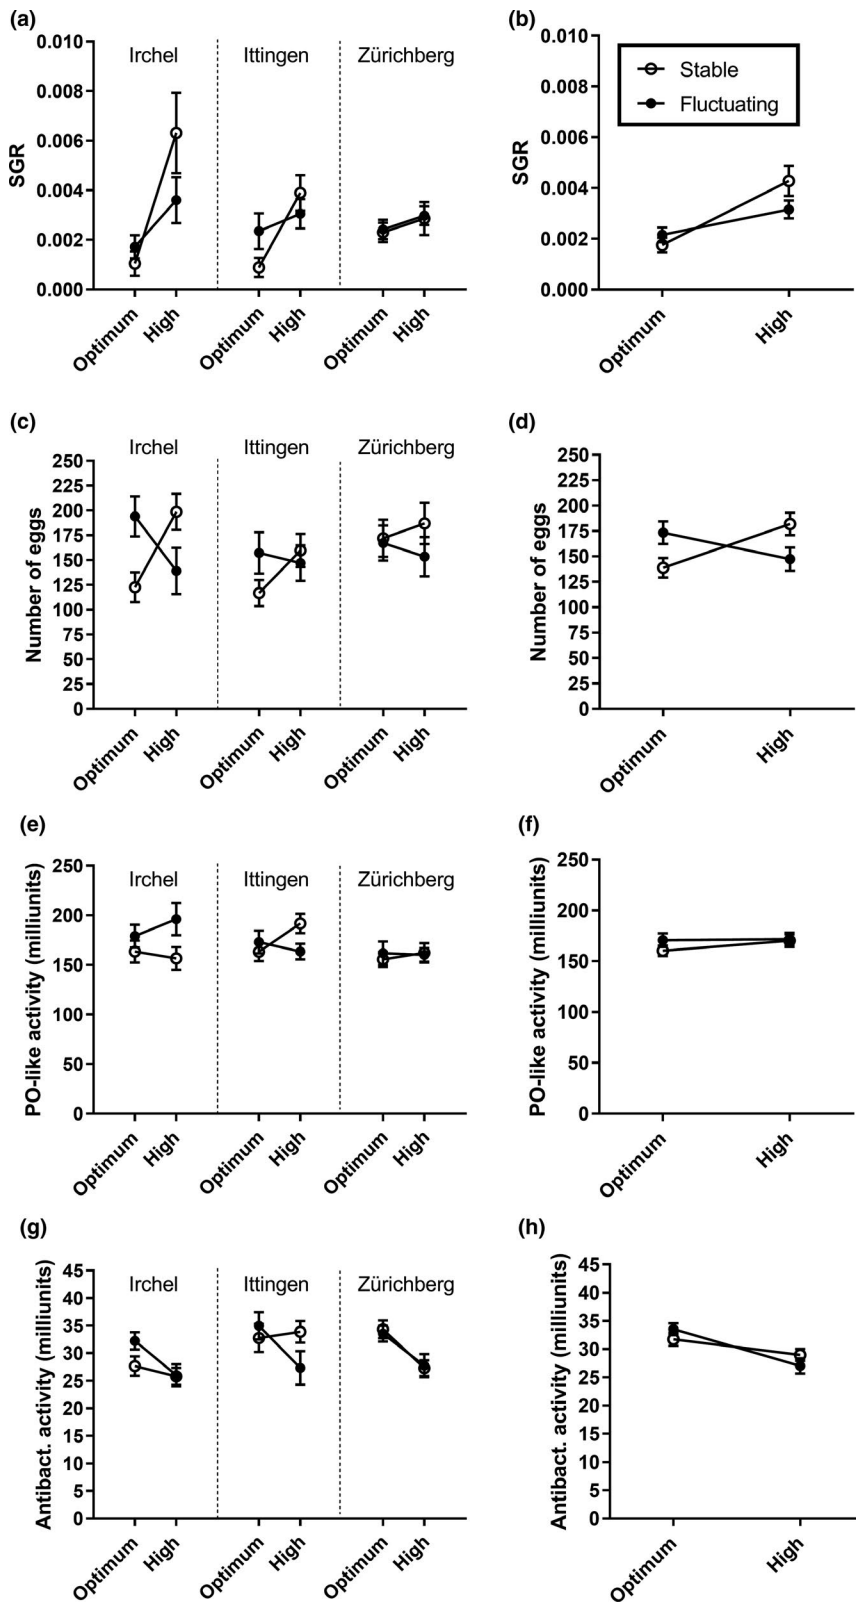 (a)
0.010
0.008
0.006
0.004
0.002
0.000
SGR
Irchel
Ittingen
Zürichberg
Optimum
High
Optimum
High
Optimum
High
(b)
0.010
0.008
0.006
0.004
0.002
0.000
SGR
Stable
Fluctuating
Optimum
High
(c)
250
225
200
175
150
125
100
75
50
25
0
Number of eggs
Irchel
Ittingen
Zürichberg
Optimum
High
Optimum
High
Optimum
High
(d)
250
225
200
175
150
125
100
75
50
25
0
Number of eggs
Optimum
High
(e)
250
200
150
100
50
0
PO-like activity (milliunits)
Irchel
Ittingen
Zürichberg
Optimum
High
Optimum
High
Optimum
High
(f)
250
200
150
100
50
0
PO-like activity (milliunits)
Optimum
High
(g)
45
40
35
30
25
20
15
10
5
0
Antibact. activity (milliunits)
Irchel
Ittingen
Zürichberg
Optimum
High
Optimum
High
Optimum
High
(h)
45
40
35
30
25
20
15
10
5
0
Antibact. activity (milliunits)
Optimum
High